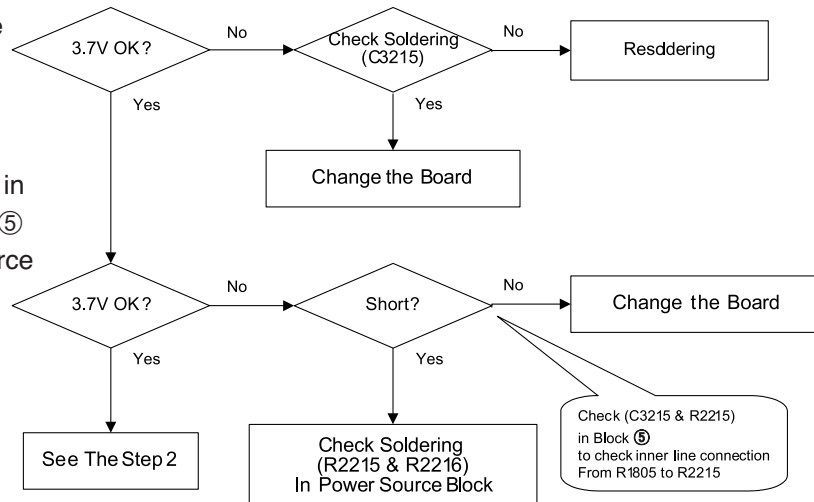 3.7V OK?
No
Check Soldering
(C3215)
No
Resddering
Yes
Yes
Change the Board
in
⑤
3.7V OK?
No
Short?
No
Change the Board
Yes
Yes
See The Step 2
Check Soldering
(R2215 & R2216)
In Power Source Block
Check (C3215 & R2215)
in Block ⑤
to check inner line connection
From R1805 to R2215